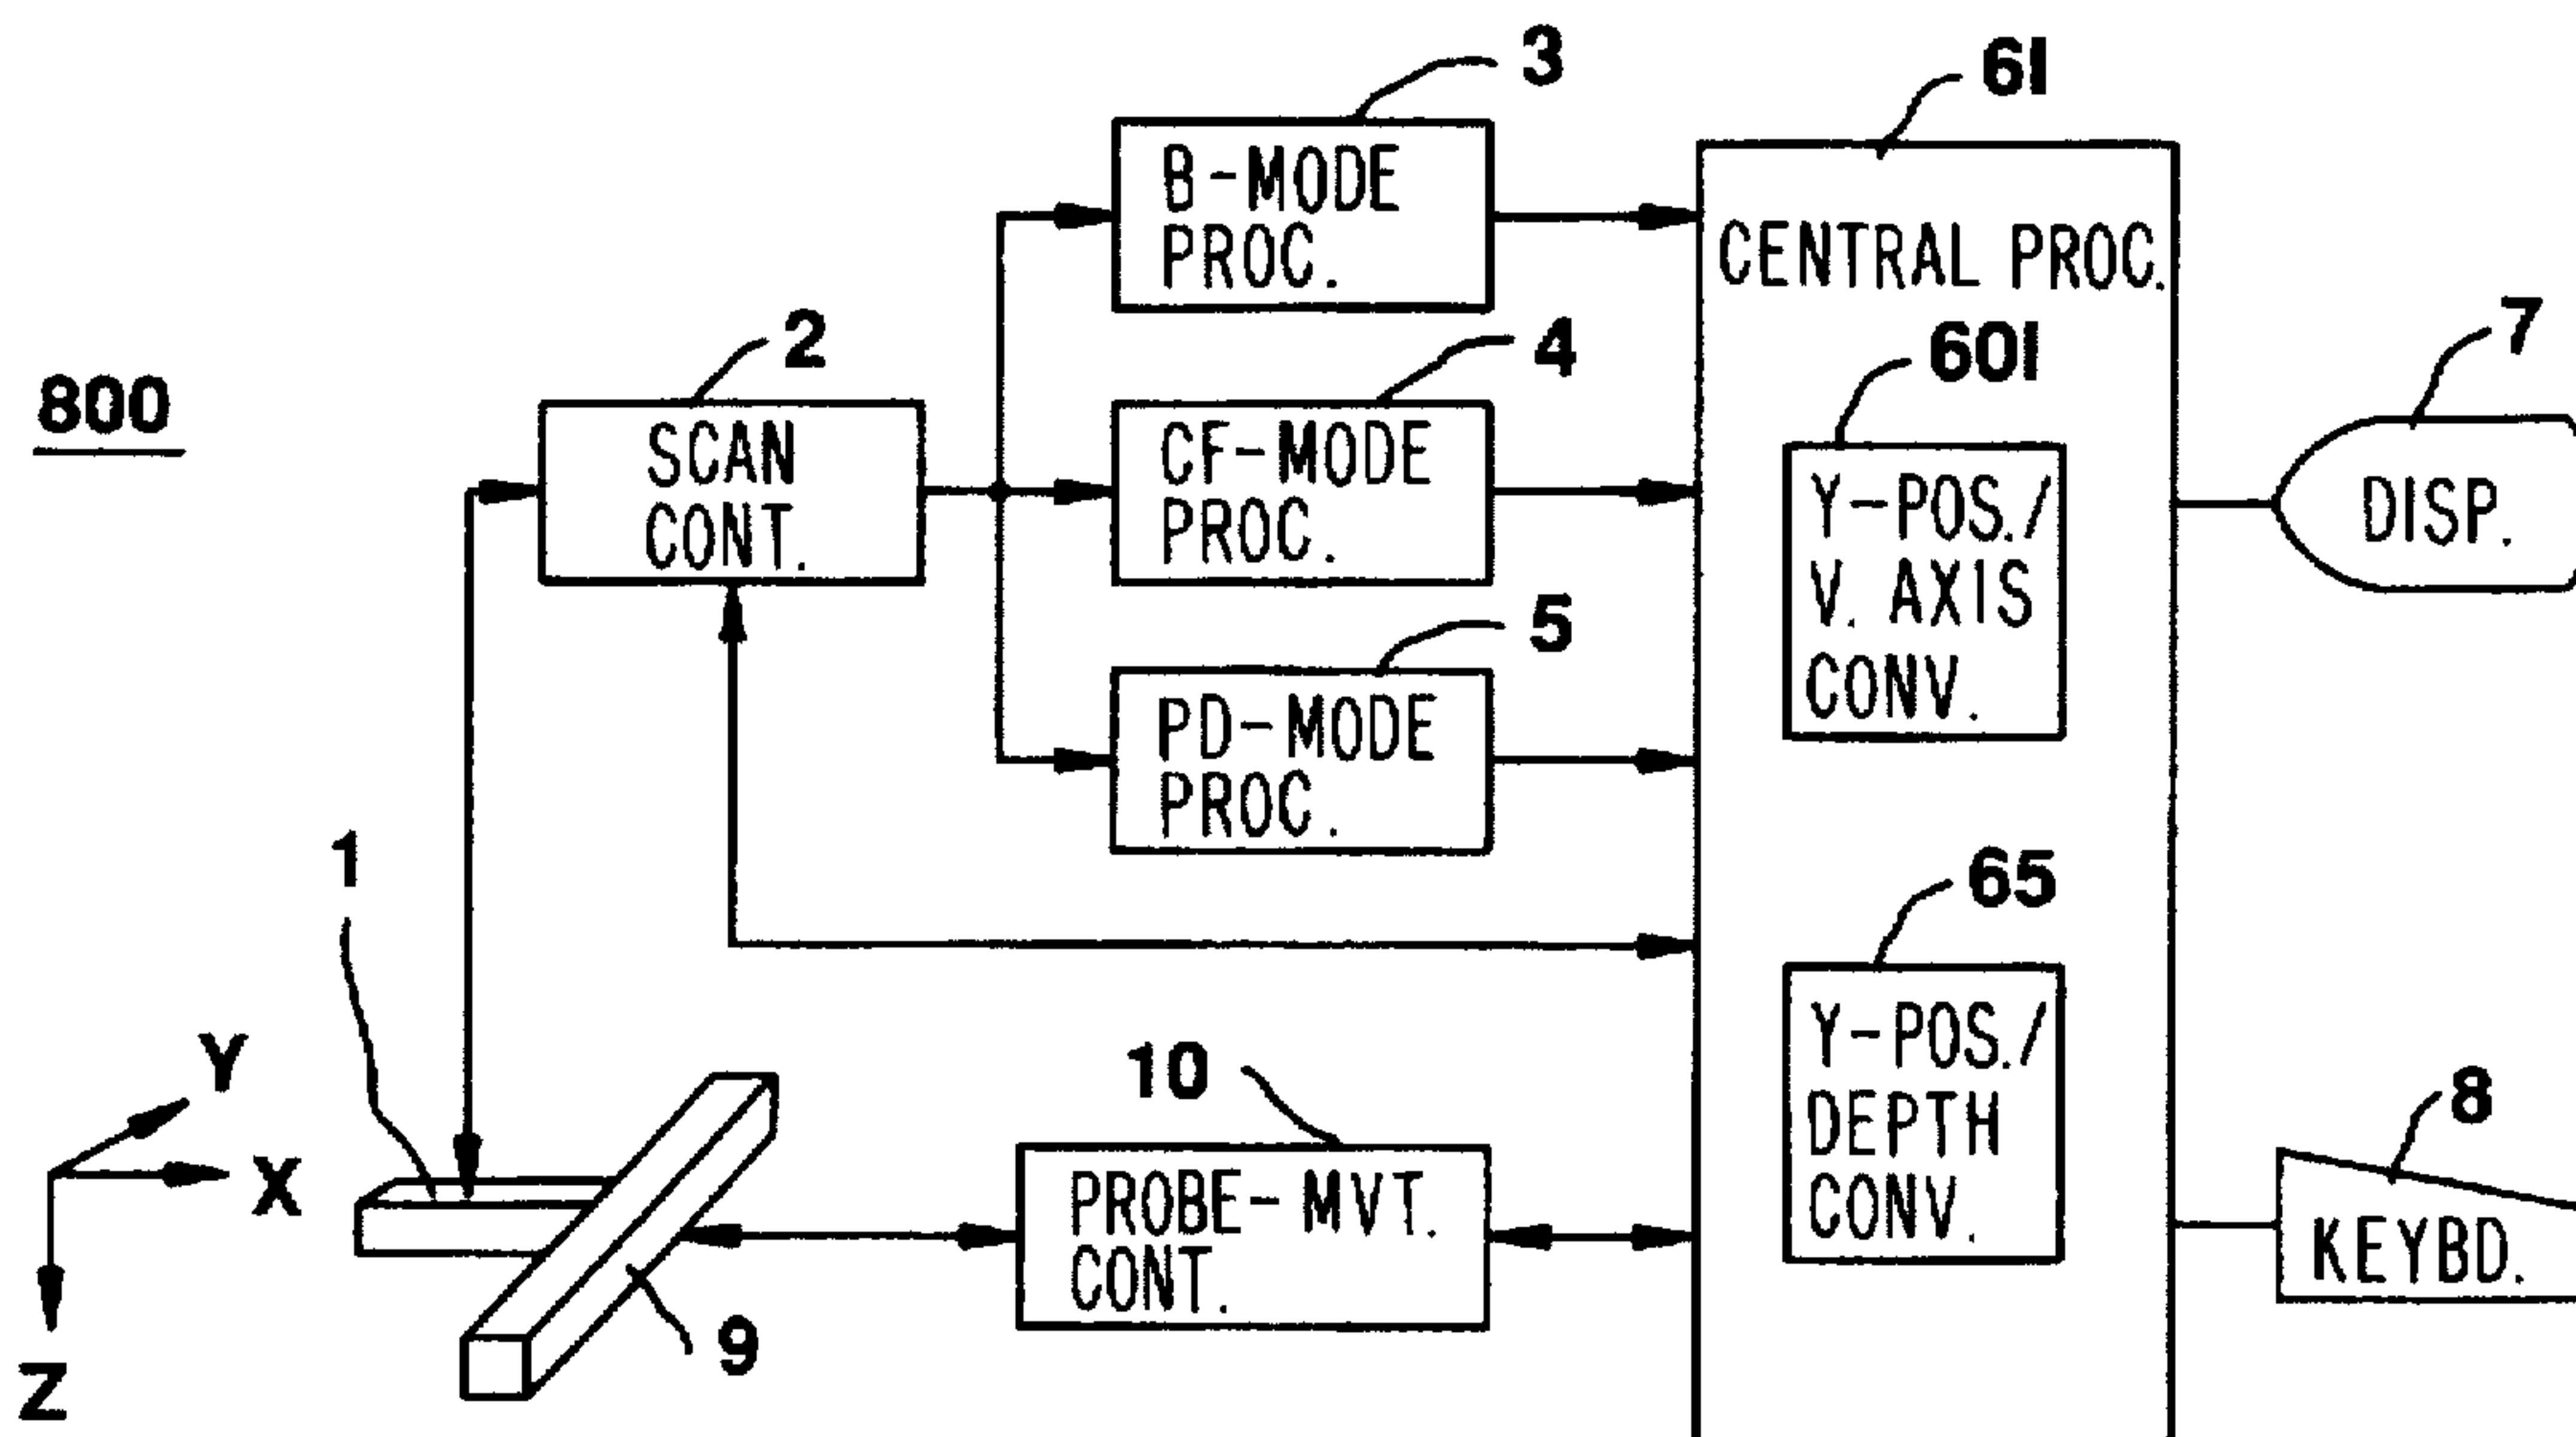 800
1
2
SCAN
CONT.
3
B-MODE
PROC.
4
CF-MODE
PROC.
5
PD-MODE
PROC.
61
CENTRAL PROC.
601
Y-POS./
V. AXIS
CONV.
65
Y-POS./
DEPTH
CONV.
7
DISP.
8
KEYBD.
10
PROBE-MVT.
CONT.
9
Y
X
Z